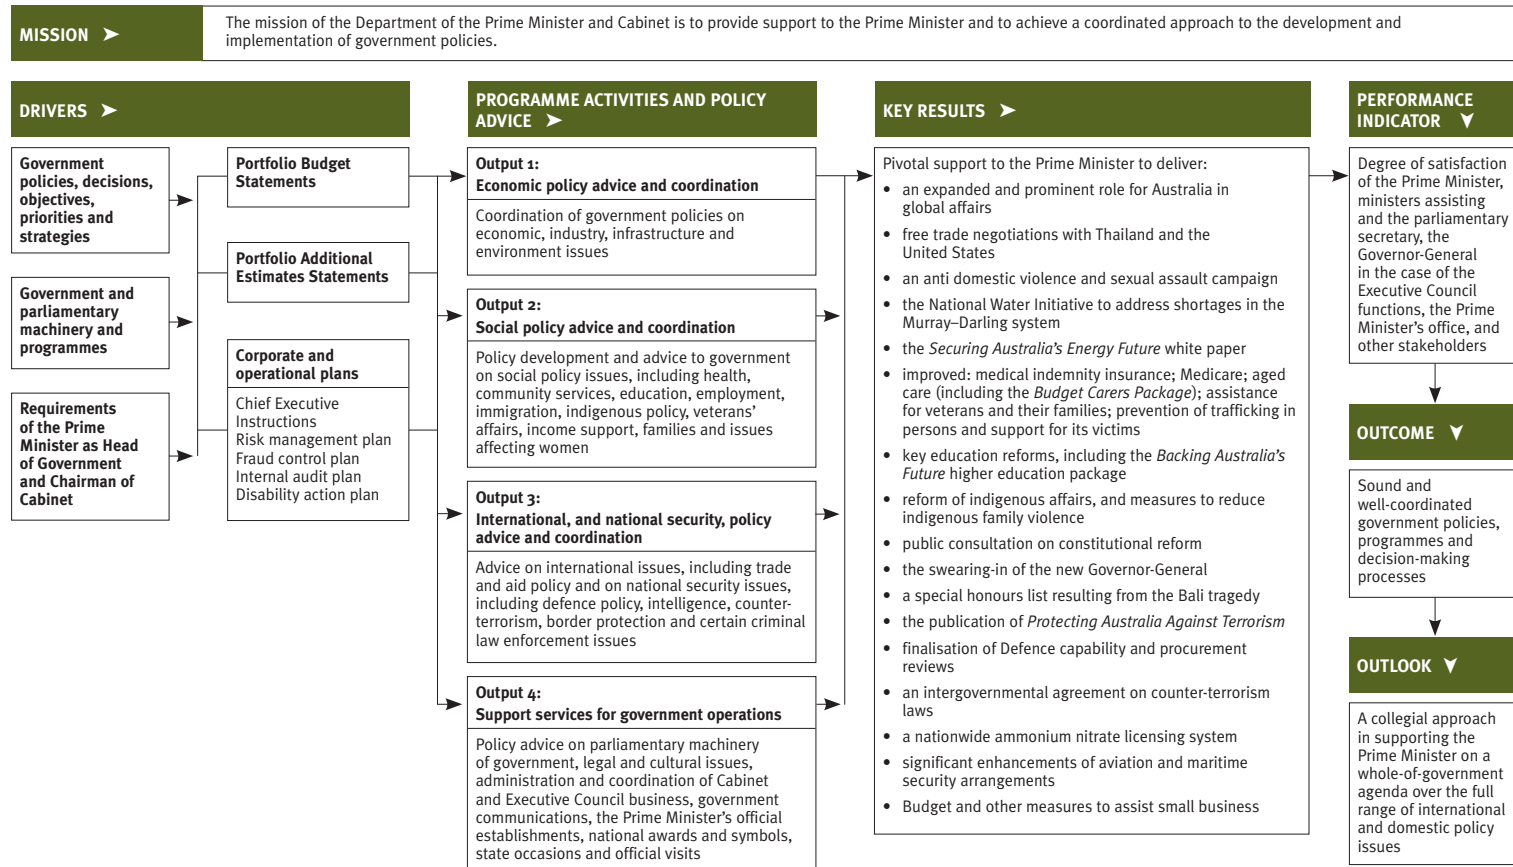 MISSION ➤
The mission of the Department of the Prime Minister and Cabinet is to provide support to the Prime Minister and to achieve a coordinated approach to the development and
implementation of government policies.
DRIVERS ➤
Government
policies, decisions,
objectives,
priorities and
strategies
Government and
parliamentary
machinery and
programmes
Requirements
of the Prime
Minister as Head
of Government
and Chairman of
Cabinet
Portfolio Budget
Statements
Portfolio Additional
Estimates Statements
Corporate and
operational plans
Chief Executive
Instructions
Risk management plan
Fraud control plan
Internal audit plan
Disability action plan
PROGRAMME ACTIVITIES AND POLICY
ADVICE ➤
Output 1:
Economic policy advice and coordination
Coordination of government policies on
economic, industry, infrastructure and
environment issues
Output 2:
Social policy advice and coordination
Policy development and advice to government
on social policy issues, including health,
community services, education, employment,
immigration, indigenous policy, veterans’
affairs, income support, families and issues
affecting women
Output 3:
International, and national security, policy
advice and coordination
Advice on international issues, including trade
and aid policy and on national security issues,
including defence policy, intelligence, counter-
terrorism, border protection and certain criminal
law enforcement issues
Output 4:
Support services for government operations
Policy advice on parliamentary machinery
of government, legal and cultural issues,
administration and coordination of Cabinet
and Executive Council business, government
communications, the Prime Minister’s official
establishments, national awards and symbols,
state occasions and official visits
KEY RESULTS ➤
Pivotal support to the Prime Minister to deliver:
• an expanded and prominent role for Australia in
global affairs
• free trade negotiations with Thailand and the
United States
• an anti domestic violence and sexual assault campaign
• the National Water Initiative to address shortages in the
Murray–Darling system
• the Securing Australia’s Energy Future white paper
• improved: medical indemnity insurance; Medicare; aged
care (including the Budget Carers Package); assistance
for veterans and their families; prevention of trafficking in
persons and support for its victims
• key education reforms, including the Backing Australia’s
Future higher education package
• reform of indigenous affairs, and measures to reduce
indigenous family violence
• public consultation on constitutional reform
• the swearing-in of the new Governor-General
• a special honours list resulting from the Bali tragedy
• the publication of Protecting Australia Against Terrorism
• finalisation of Defence capability and procurement
reviews
• an intergovernmental agreement on counter-terrorism
laws
• a nationwide ammonium nitrate licensing system
• significant enhancements of aviation and maritime
security arrangements
• Budget and other measures to assist small business
PERFORMANCE
INDICATOR ⮟
Degree of satisfaction
of the Prime Minister,
ministers assisting
and the parliamentary
secretary, the
Governor-General
in the case of the
Executive Council
functions, the Prime
Minister’s office, and
other stakeholders
OUTCOME ⮟
Sound and
well-coordinated
government policies,
programmes and
decision-making
processes
OUTLOOK ⮟
A collegial approach
in supporting the
Prime Minister on a
whole-of-government
agenda over the full
range of international
and domestic policy
issues